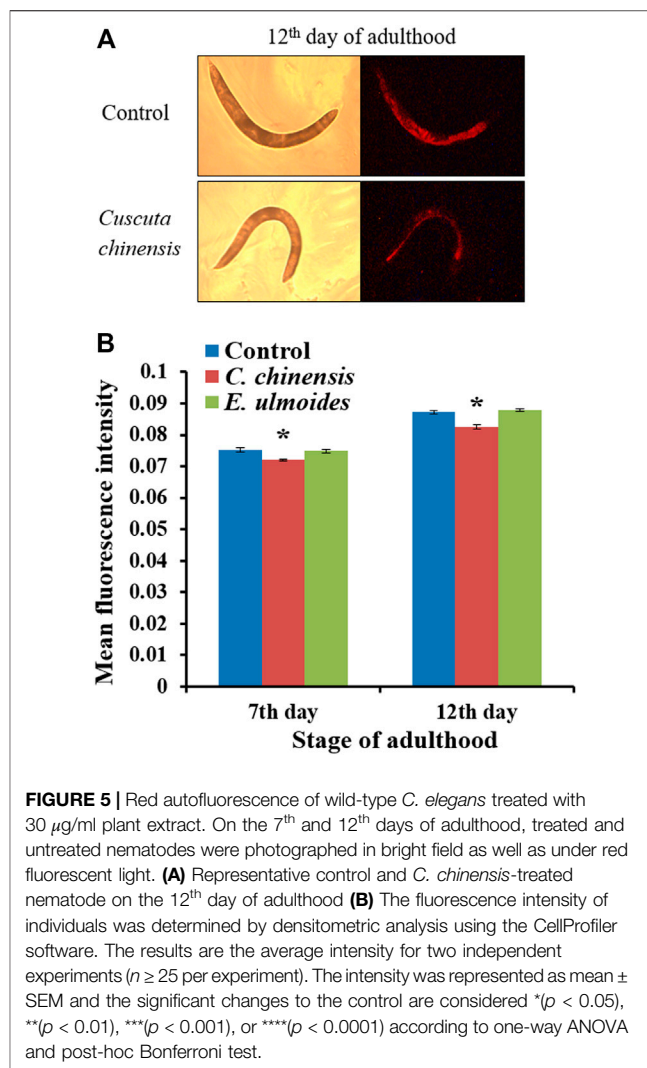 A
12th day of adulthood
Control
Cuscuta
chinensis
B
Control
C. chinensis
E. ulmoides
0.1
0.09
0.08
0.07
0.06
0.05
0.04
0.03
0.02
0.01
0
Mean fluorescence intensity
*
*
7th day
12th day
Stage of adulthood
FIGURE 5 | Red autofluorescence of wild-type C. elegans treated with
30 μg/ml plant extract. On the 7th and 12th days of adulthood, treated and
untreated nematodes were photographed in bright field as well as under red
fluorescent light. (A) Representative control and C. chinensis-treated
nematode on the 12th day of adulthood (B) The fluorescence intensity of
individuals was determined by densitometric analysis using the CellProfiler
software. The results are the average intensity for two independent
experiments (n ≥ 25 per experiment). The intensity was represented as mean ±
SEM and the significant changes to the control are considered *(p < 0.05),
**(p < 0.01), ***(p < 0.001), or ****(p < 0.0001) according to one-way ANOVA
and post-hoc Bonferroni test.